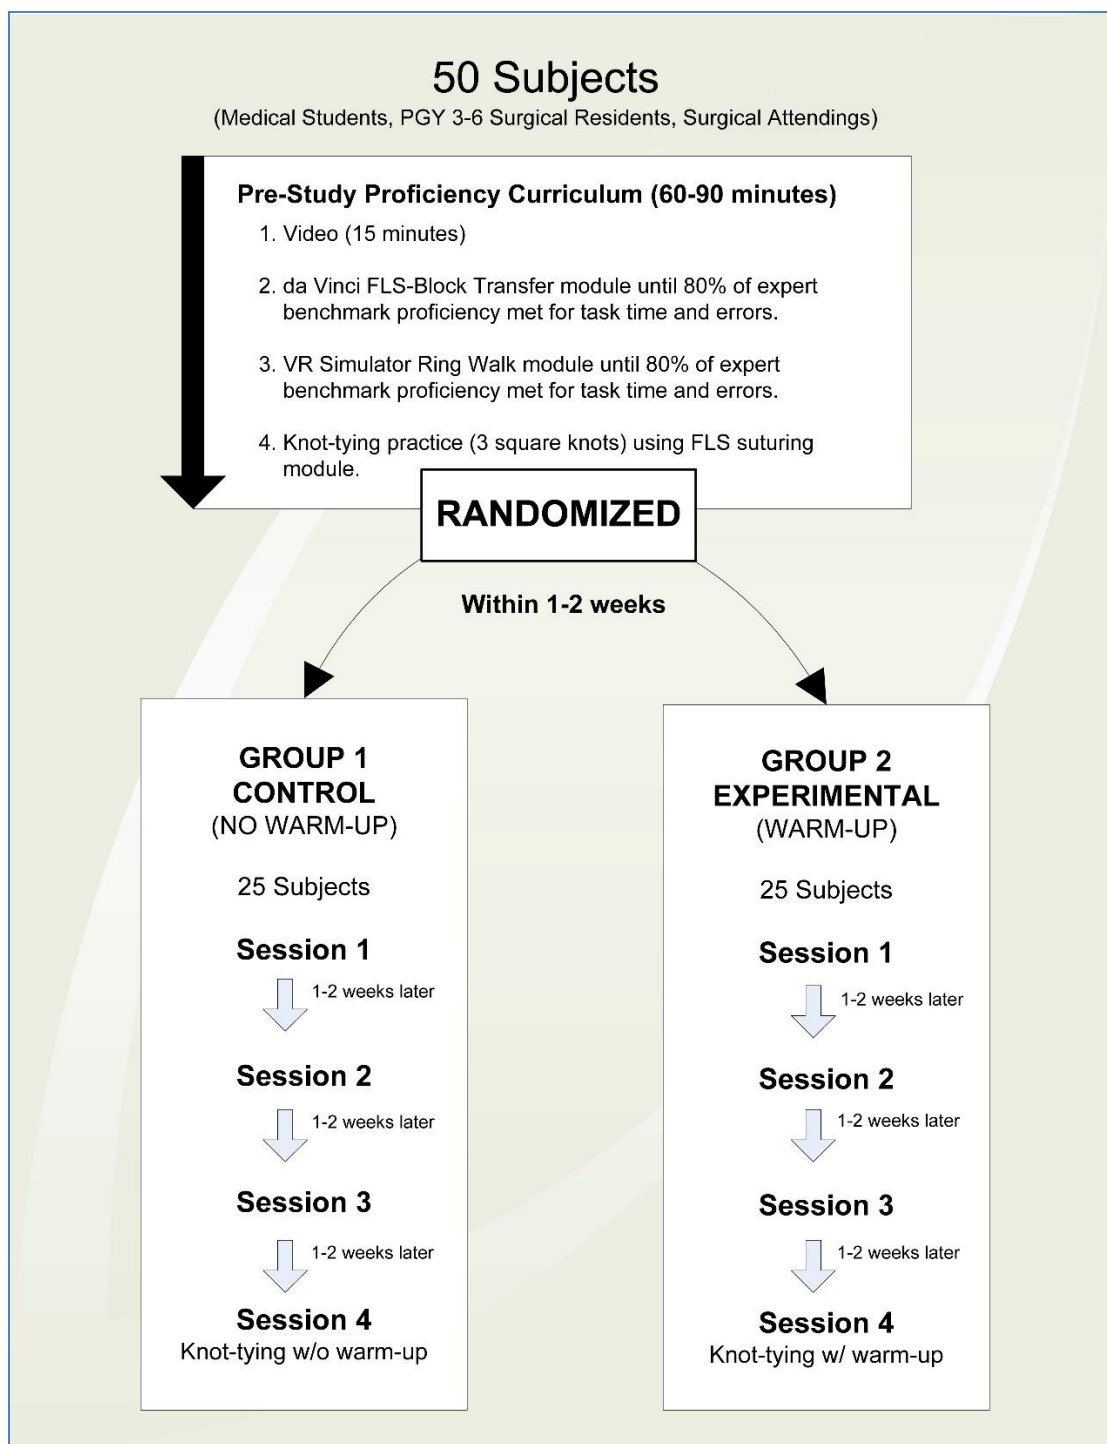 50 Subjects
(Medical Students, PGY 3-6 Surgical Residents, Surgical Attendings)
Pre-Study Proficiency Curriculum (60-90 minutes)
1. Video (15 minutes)
2. da Vinci FLS-Block Transfer module until 80% of expert
benchmark proficiency met for task time and errors.
3. VR Simulator Ring Walk module until 80% of expert
benchmark proficiency met for task time and errors.
4. Knot-tying practice (3 square knots) using FLS suturing
module.
RANDOMIZED
Within 1-2 weeks
GROUP 1
CONTROL
(NO WARM-UP)
25 Subjects
Session 1
1-2 weeks later
Session 2
1-2 weeks later
Session 3
1-2 weeks later
Session 4
Knot-tying w/o warm-up
GROUP 2
EXPERIMENTAL
(WARM-UP)
25 Subjects
Session 1
1-2 weeks later
Session 2
1-2 weeks later
Session 3
1-2 weeks later
Session 4
Knot-tying w/ warm-up